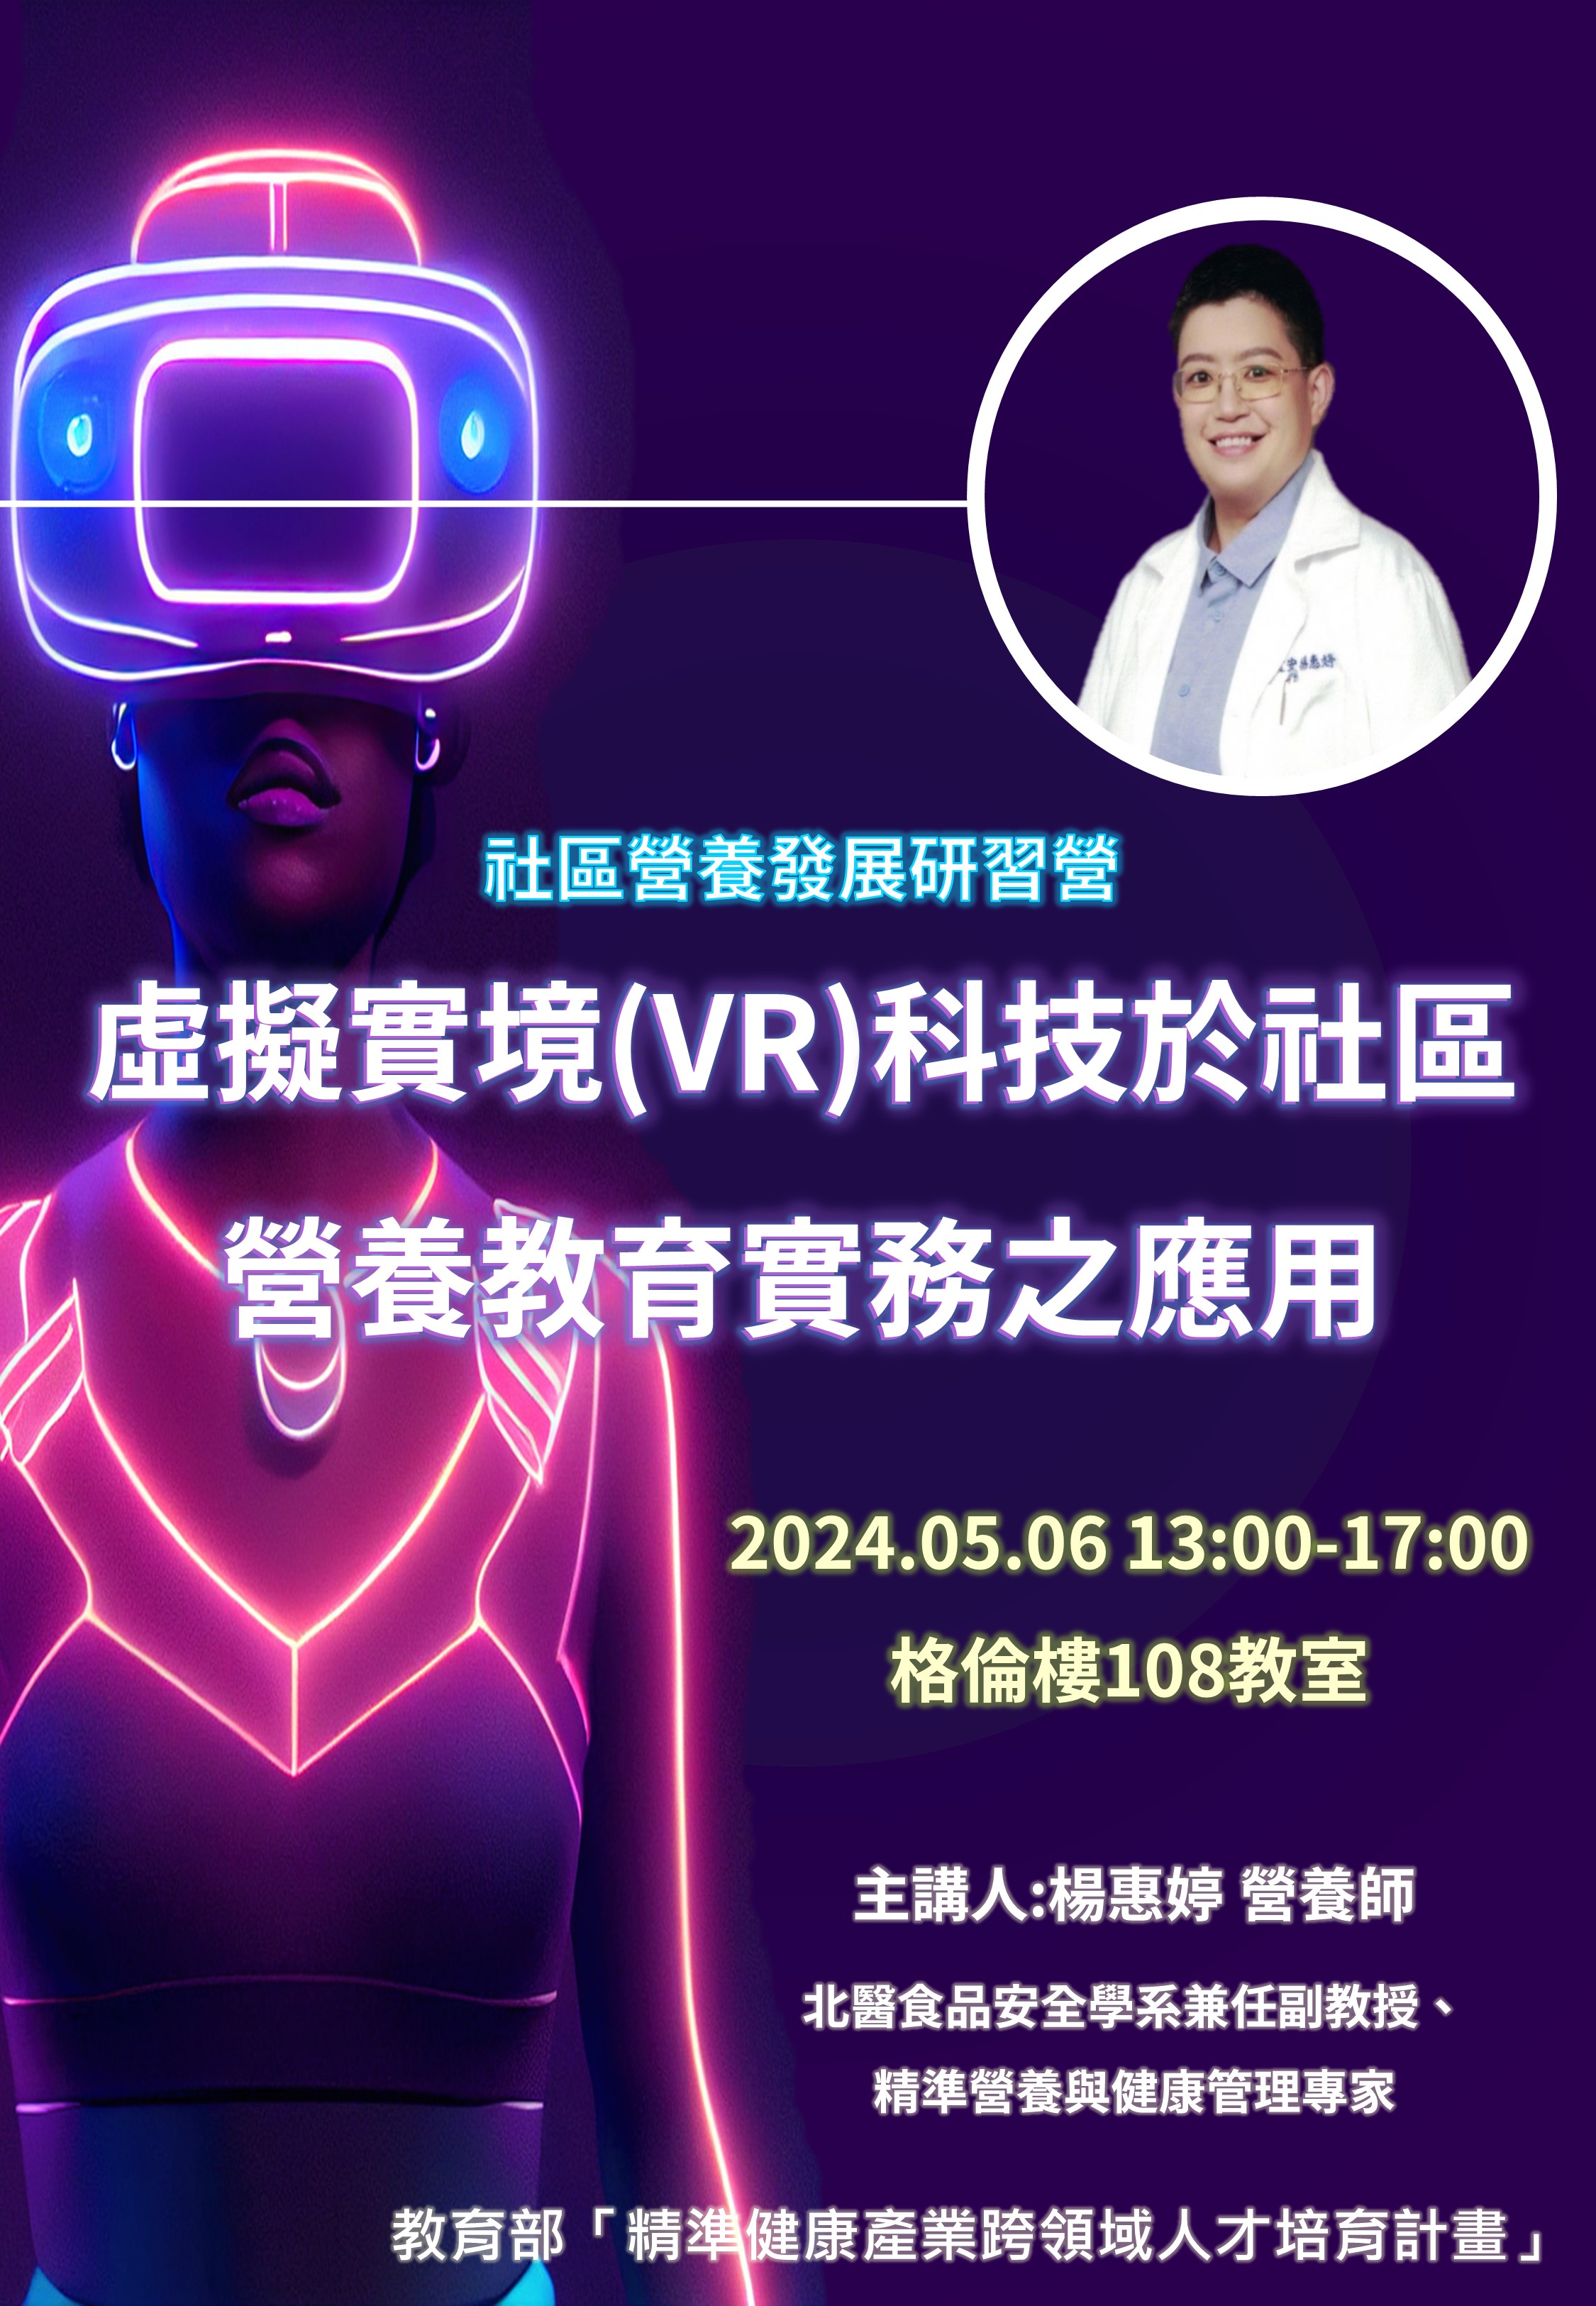 社區營養發展研習營
虛擬實境(VR)科技於社區
營養教育實務之應用
2024.05.06 13:00-17:00
格倫樓108教室
主講人:楊惠婷 營養師
北醫食品安全學系兼任副教授、
精準營養與健康管理專家
教育部「精準健康產業跨領域人才培育計畫」